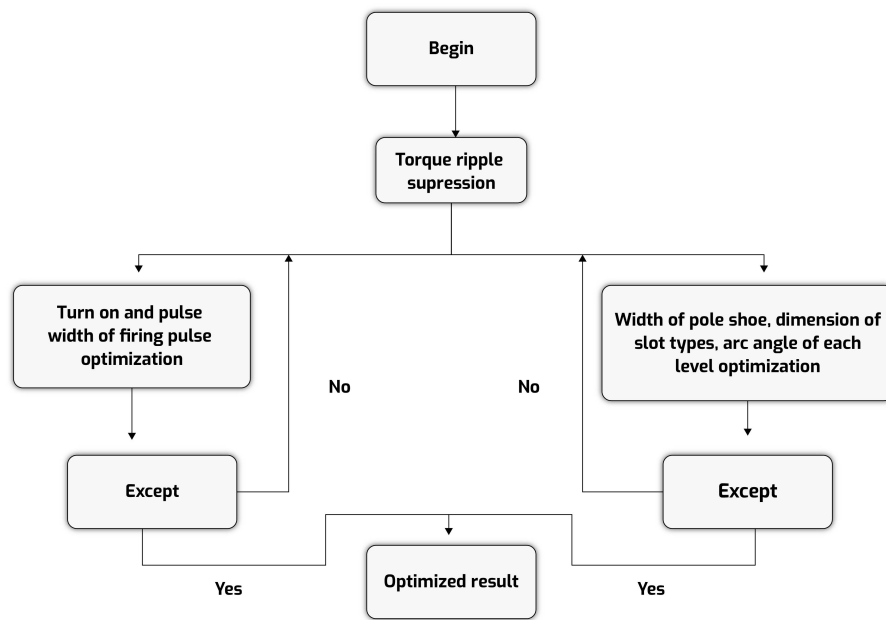 Begin
Torque ripple
supression
Turn on and pulse
width of firing pulse
optimization
Width of pole shoe, dimension of
slot types, arc angle of each
level optimization
No
No
Except
Except
Optimized result
Yes
Yes